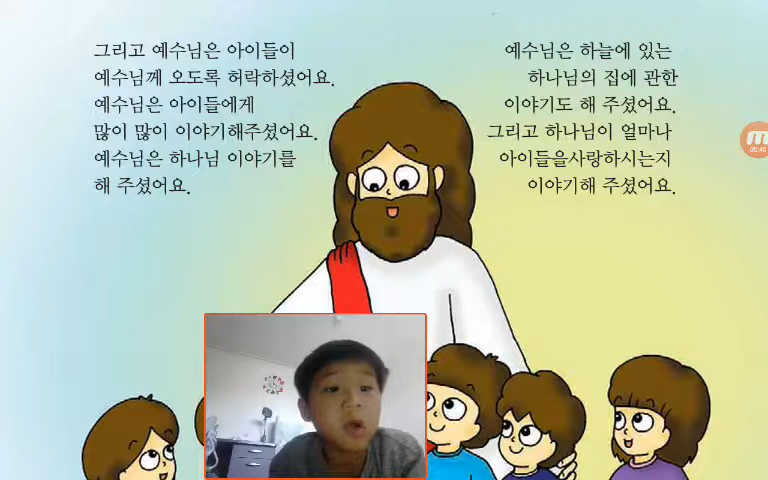 그리고 예수님은 아이들이
예수님께 오도록 허락하셨어요.
예수님은 아이들에게
많이 많이 이야기해주셨어요.
예수님은 하나님 이야기를
해 주셨어요.
예수님은 하늘에 있는
하나님의 집에 관한
이야기도 해 주셨어요.
그리고 하나님이 얼마나
아이들을사랑하시는지
이야기해 주셨어요.
05:40